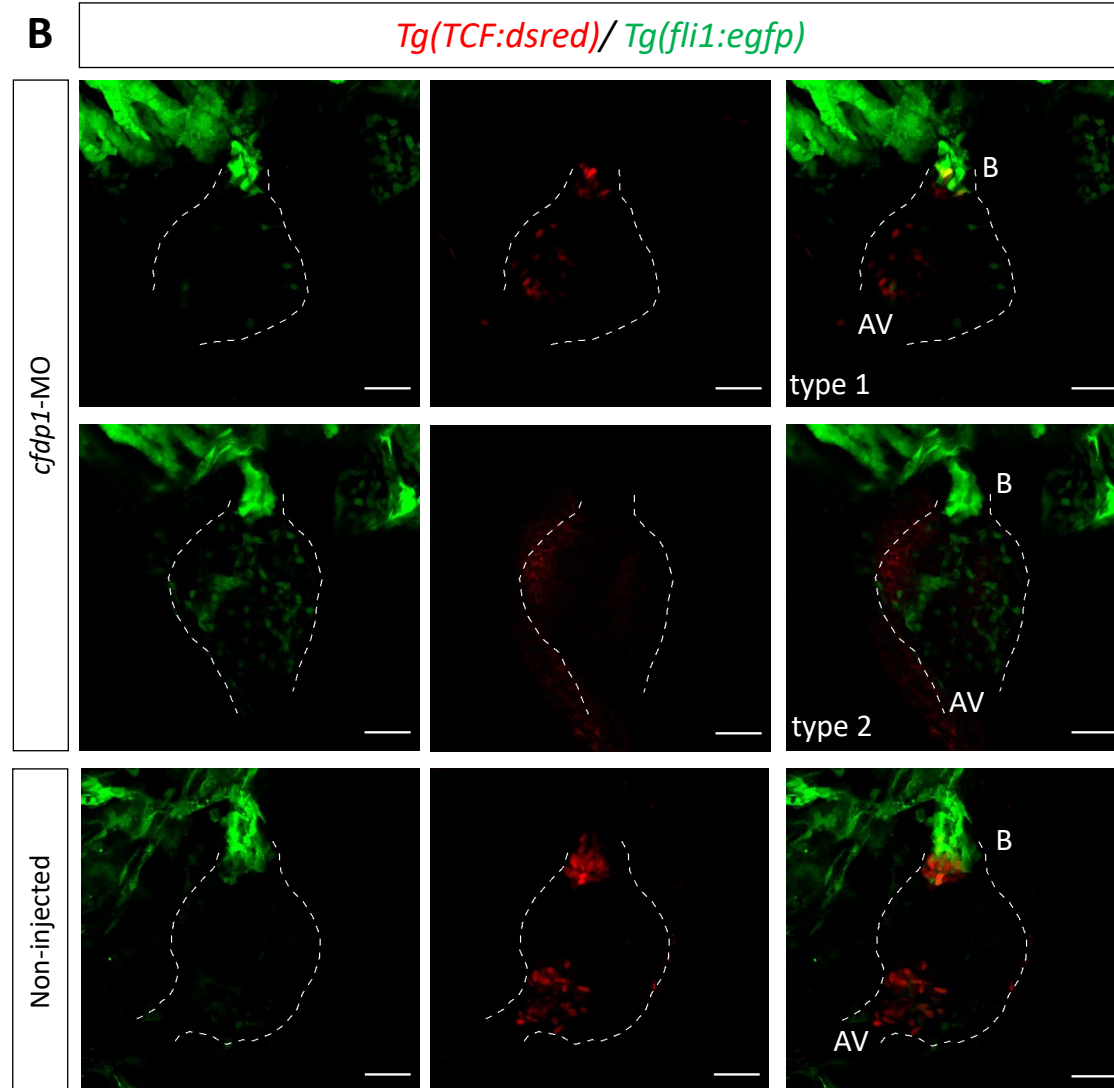 B
Tg(TCF:dsred)/ Tg(fli1:egfp)
cfdp1-MO
B
AV
type 1
B
AV
type 2
Non-injected
B
AV